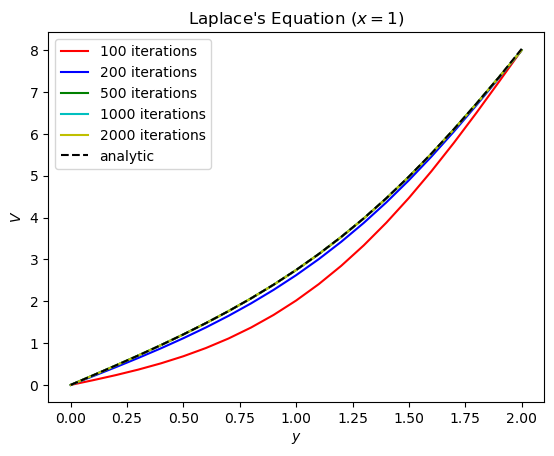 Laplace's Equation (x = 1)
8
7
6
5
4
3
2
1
0
V
100 iterations
200 iterations
500 iterations
1000 iterations
2000 iterations
analytic
0.00 0.25 0.50 0.75 1.00 1.25 1.50 1.75 2.00
y